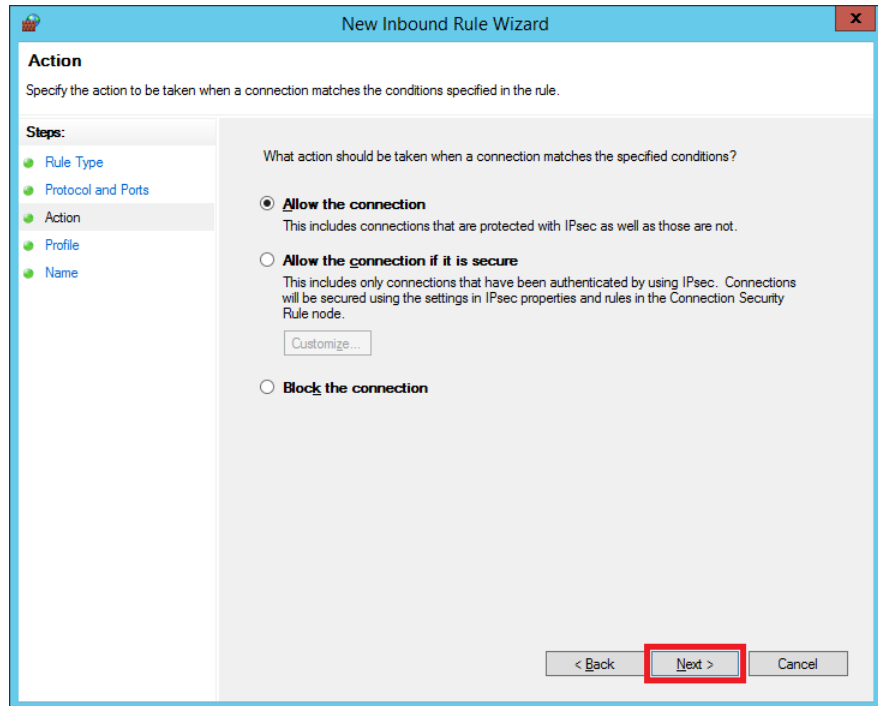 New Inbound Rule Wizard
x
Action
Specify the action to be taken when a connection matches the conditions specified in the rule.
Steps:
Rule Type
Protocol and Ports
Action
Profile
Name
What action should be taken when a connection matches the specified conditions?
Allow the connection
This includes connections that are protected with IPsec as well as those are not.
Allow the connection if it is secure
This includes only connections that have been authenticated by using IPsec. Connections
will be secured using the settings in IPsec properties and rules in the Connection Security
Rule node.
Customize...
Block the connection
< Back
Next >
Cancel